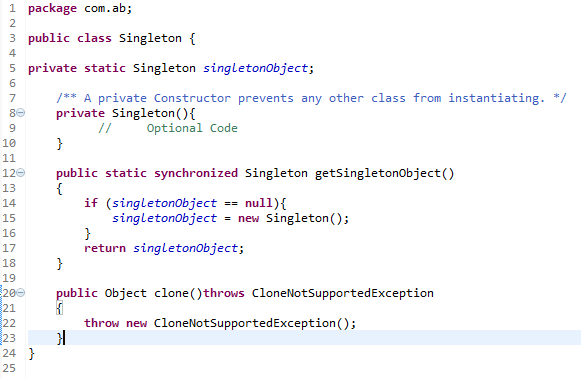 1 package com.ab;
2
3 public class Singleton {
4
5 private static Singleton singletonObject;
6
7     /** A private Constructor prevents any other class from instantiating. */
8     private Singleton(){
9           //     Optional Code
10     }
11
12     public static synchronized Singleton getSingletonObject()
13     {
14         if (singletonObject == null){
15             singletonObject = new Singleton();
16         }
17         return singletonObject;
18     }
19
20     public Object clone()throws CloneNotSupportedException
21     {
22         throw new CloneNotSupportedException();
23     }
24 }
25